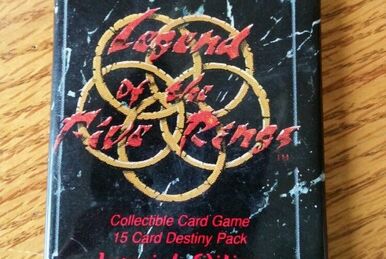 Legend
of the
Five Rings
TM
Collectible Card Game
15 Card Destiny Pack